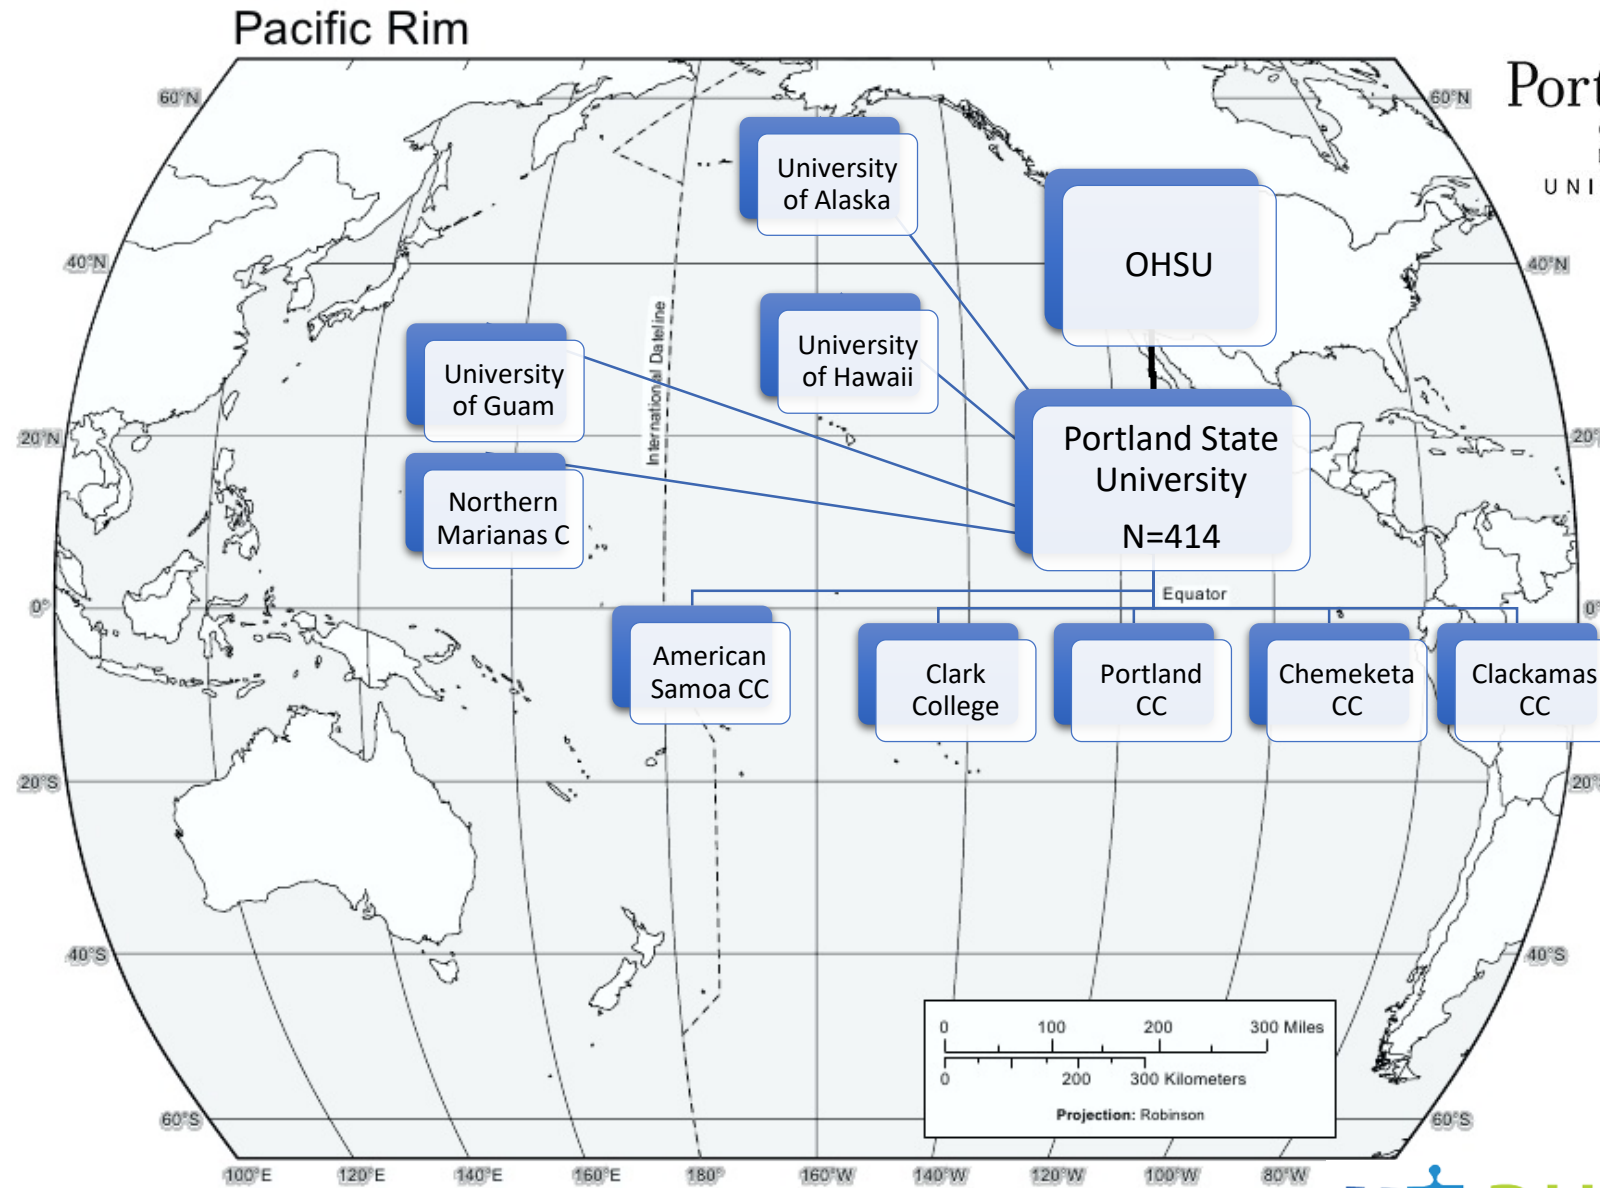 Pacific Rim
60°N
60°N
Port
UNI
University
of Alaska
OHSU
40°N
40°N
International Dateline
University
of Hawaii
University
of Guam
Portland State
University
N=414
20°N
20°
Northern
Marianas C
Equator
0°
0°
American
Samoa CC
Clark
College
Portland
CC
Chemeketa
CC
Clackamas
CC
20°S
20°
40°S
40°S
0 100 200 300 Miles
0 200 300 Kilometers
Projection: Robinson
60°S
60°S
100°E 120°E 140°E 160°E 180° 160°W 140°W 120°W 100°W 80°W